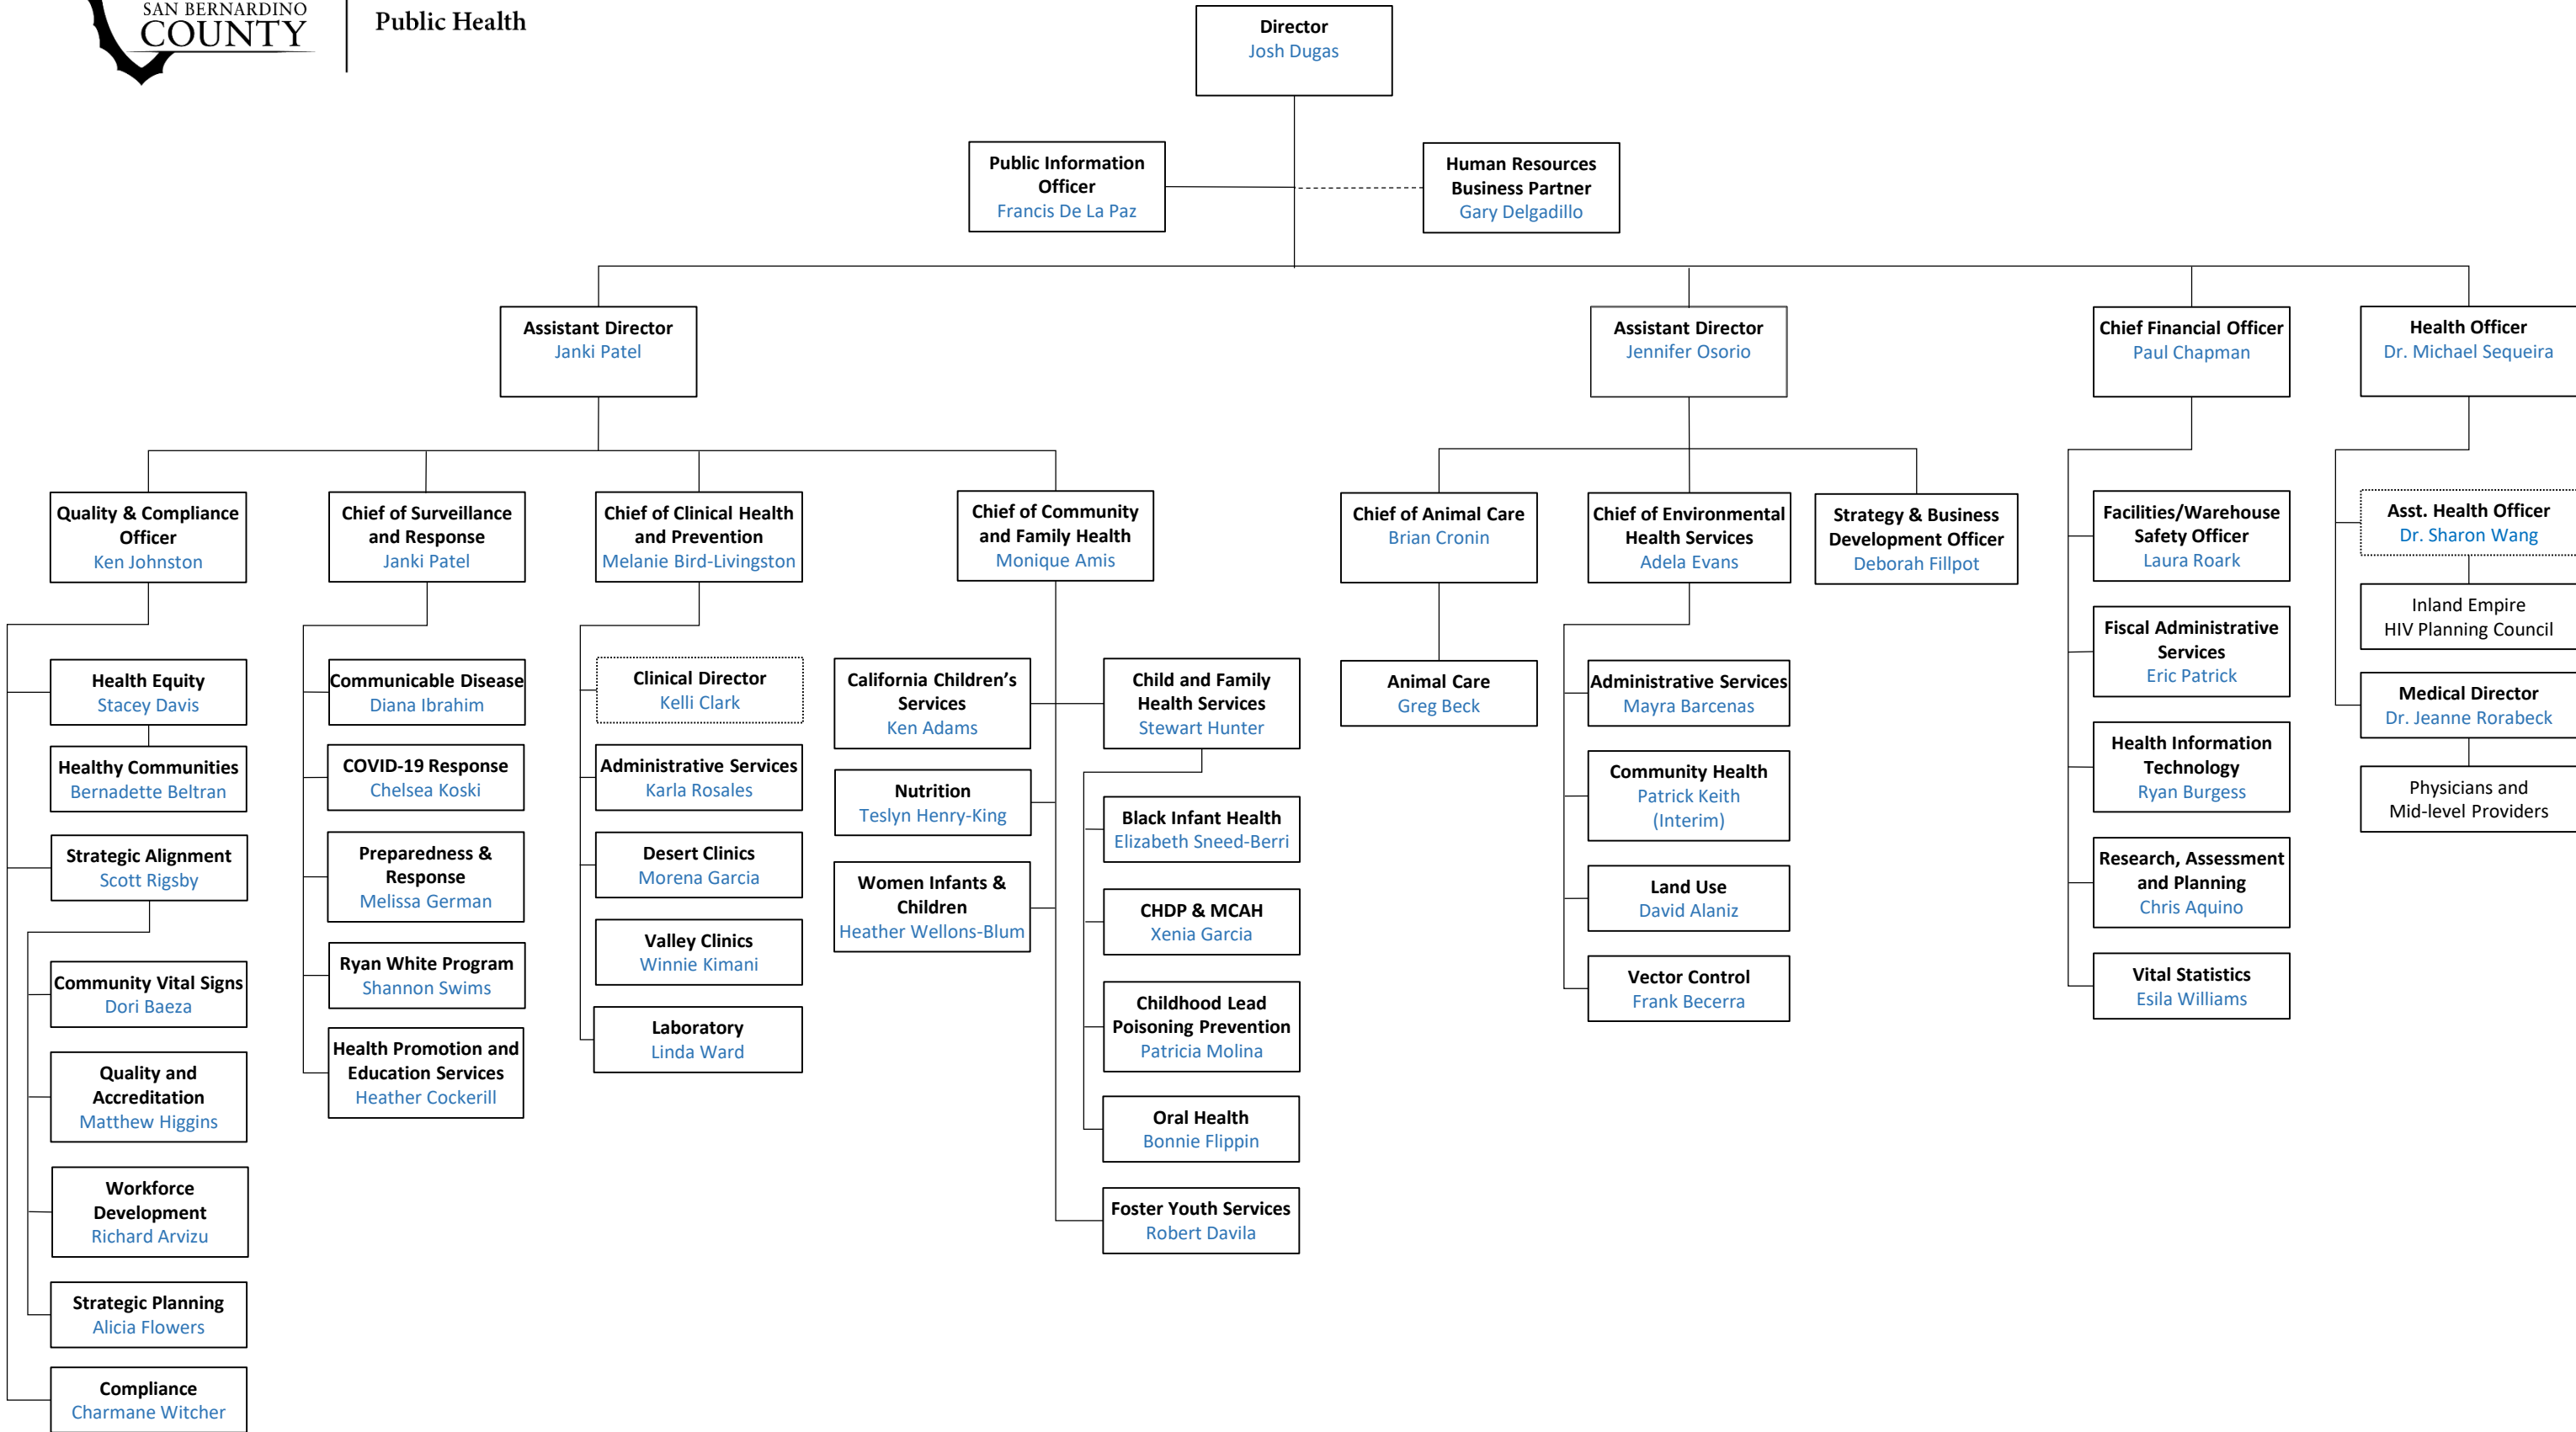 SAN BERNARDINO
COUNTY
Public Health
Director
Josh Dugas
Public Information
Officer
Francis De La Paz
Human Resources
Business Partner
Gary Delgadillo
Assistant Director
Janki Patel
Assistant Director
Jennifer Osorio
Chief Financial Officer
Paul Chapman
Health Officer
Dr. Michael Sequeira
Quality & Compliance
Officer
Ken Johnston
Health Equity
Stacey Davis
Healthy Communities
Bernadette Beltran
Strategic Alignment
Scott Rigsby
Community Vital Signs
Dori Baeza
Quality and
Accreditation
Matthew Higgins
Workforce
Development
Richard Arvizu
Strategic Planning
Alicia Flowers
Compliance
Charmane Witcher
Chief of Surveillance
and Response
Janki Patel
Communicable Disease
Diana Ibrahim
COVID-19 Response
Chelsea Koski
Preparedness &
Response
Melissa German
Ryan White Program
Shannon Swims
Health Promotion and
Education Services
Heather Cockerill
Chief of Clinical Health
and Prevention
Melanie Bird-Livingston
Clinical Director
Kelli Clark
Administrative Services
Karla Rosales
Desert Clinics
Morena Garcia
Valley Clinics
Winnie Kimani
Laboratory
Linda Ward
Chief of Community
and Family Health
Monique Amis
California Children’s
Services
Ken Adams
Nutrition
Teslyn Henry-King
Women Infants &
Children
Heather Wellons-Blum
Child and Family
Health Services
Stewart Hunter
Black Infant Health
Elizabeth Sneed-Berri
CHDP & MCAH
Xenia Garcia
Childhood Lead
Poisoning Prevention
Patricia Molina
Oral Health
Bonnie Flippin
Foster Youth Services
Robert Davila
Chief of Animal Care
Brian Cronin
Animal Care
Greg Beck
Chief of Environmental
Health Services
Adela Evans
Administrative Services
Mayra Barcenas
Community Health
Patrick Keith
(Interim)
Land Use
David Alaniz
Vector Control
Frank Becerra
Strategy & Business
Development Officer
Deborah Fillpot
Facilities/Warehouse
Safety Officer
Laura Roark
Fiscal Administrative
Services
Eric Patrick
Health Information
Technology
Ryan Burgess
Research, Assessment
and Planning
Chris Aquino
Vital Statistics
Esila Williams
Asst. Health Officer
Dr. Sharon Wang
Inland Empire
HIV Planning Council
Medical Director
Dr. Jeanne Rorabeck
Physicians and
Mid-level Providers